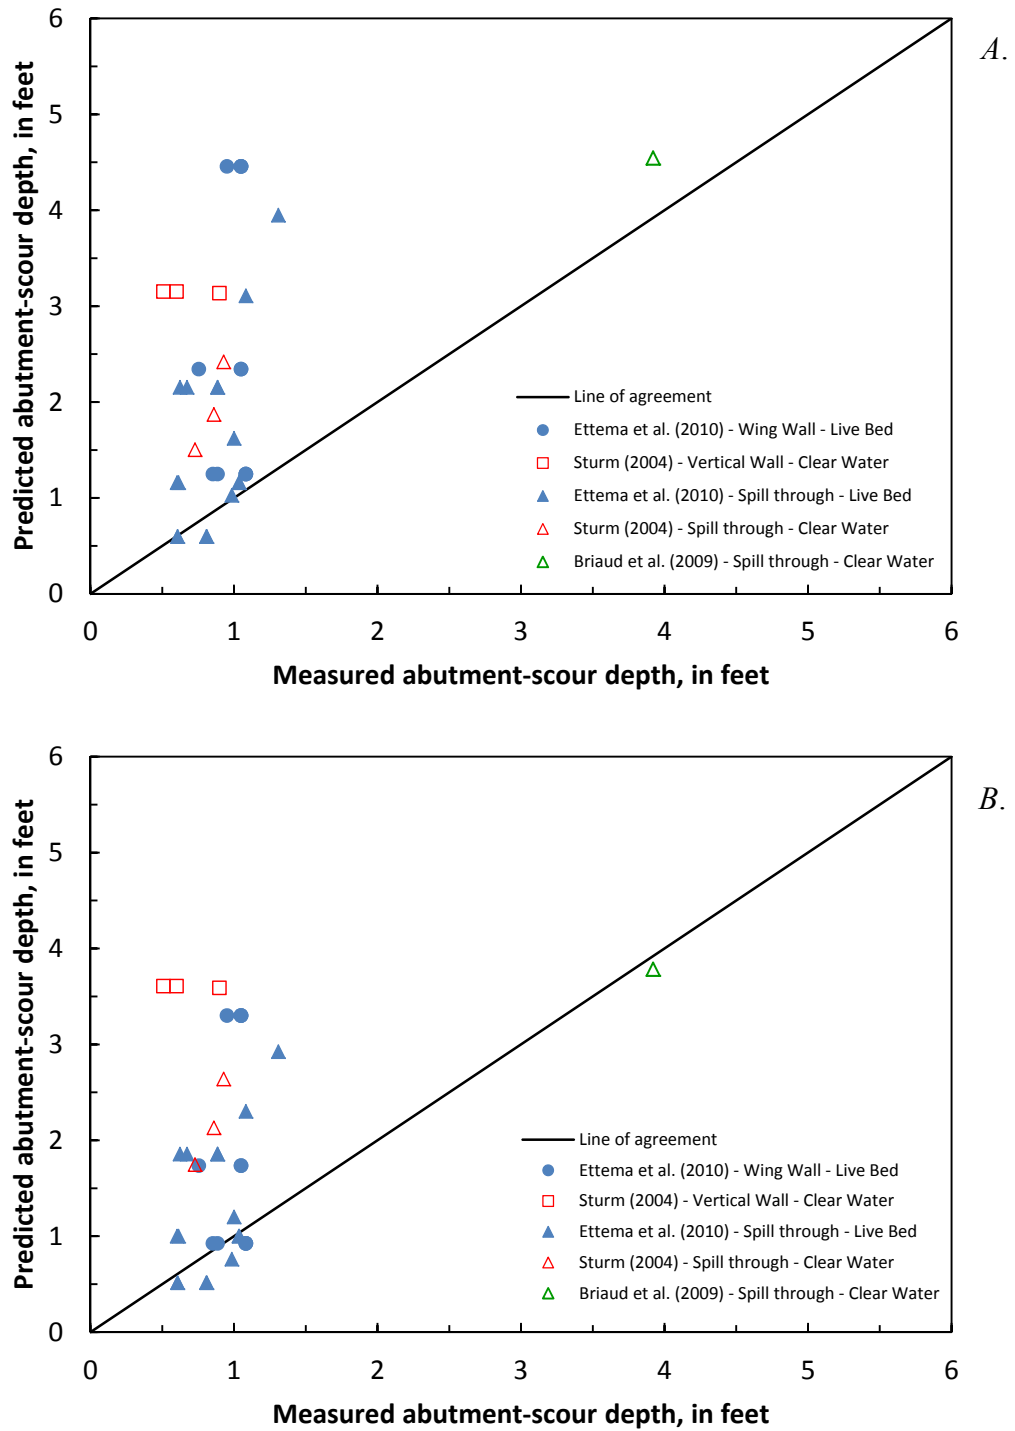 A.
Predicted abutment-scour depth, in feet
6
5
4
3
2
1
0
Line of agreement
Ettema et al. (2010) - Wing Wall - Live Bed
Sturm (2004) - Vertical Wall - Clear Water
Ettema et al. (2010) - Spill through - Live Bed
Sturm (2004) - Spill through - Clear Water
Briaud et al. (2009) - Spill through - Clear Water
0 1 2 3 4 5 6
Measured abutment-scour depth, in feet
B.
Predicted abutment-scour depth, in feet
6
5
4
3
2
1
0
Line of agreement
Ettema et al. (2010) - Wing Wall - Live Bed
Sturm (2004) - Vertical Wall - Clear Water
Ettema et al. (2010) - Spill through - Live Bed
Sturm (2004) - Spill through - Clear Water
Briaud et al. (2009) - Spill through - Clear Water
0 1 2 3 4 5 6
Measured abutment-scour depth, in feet